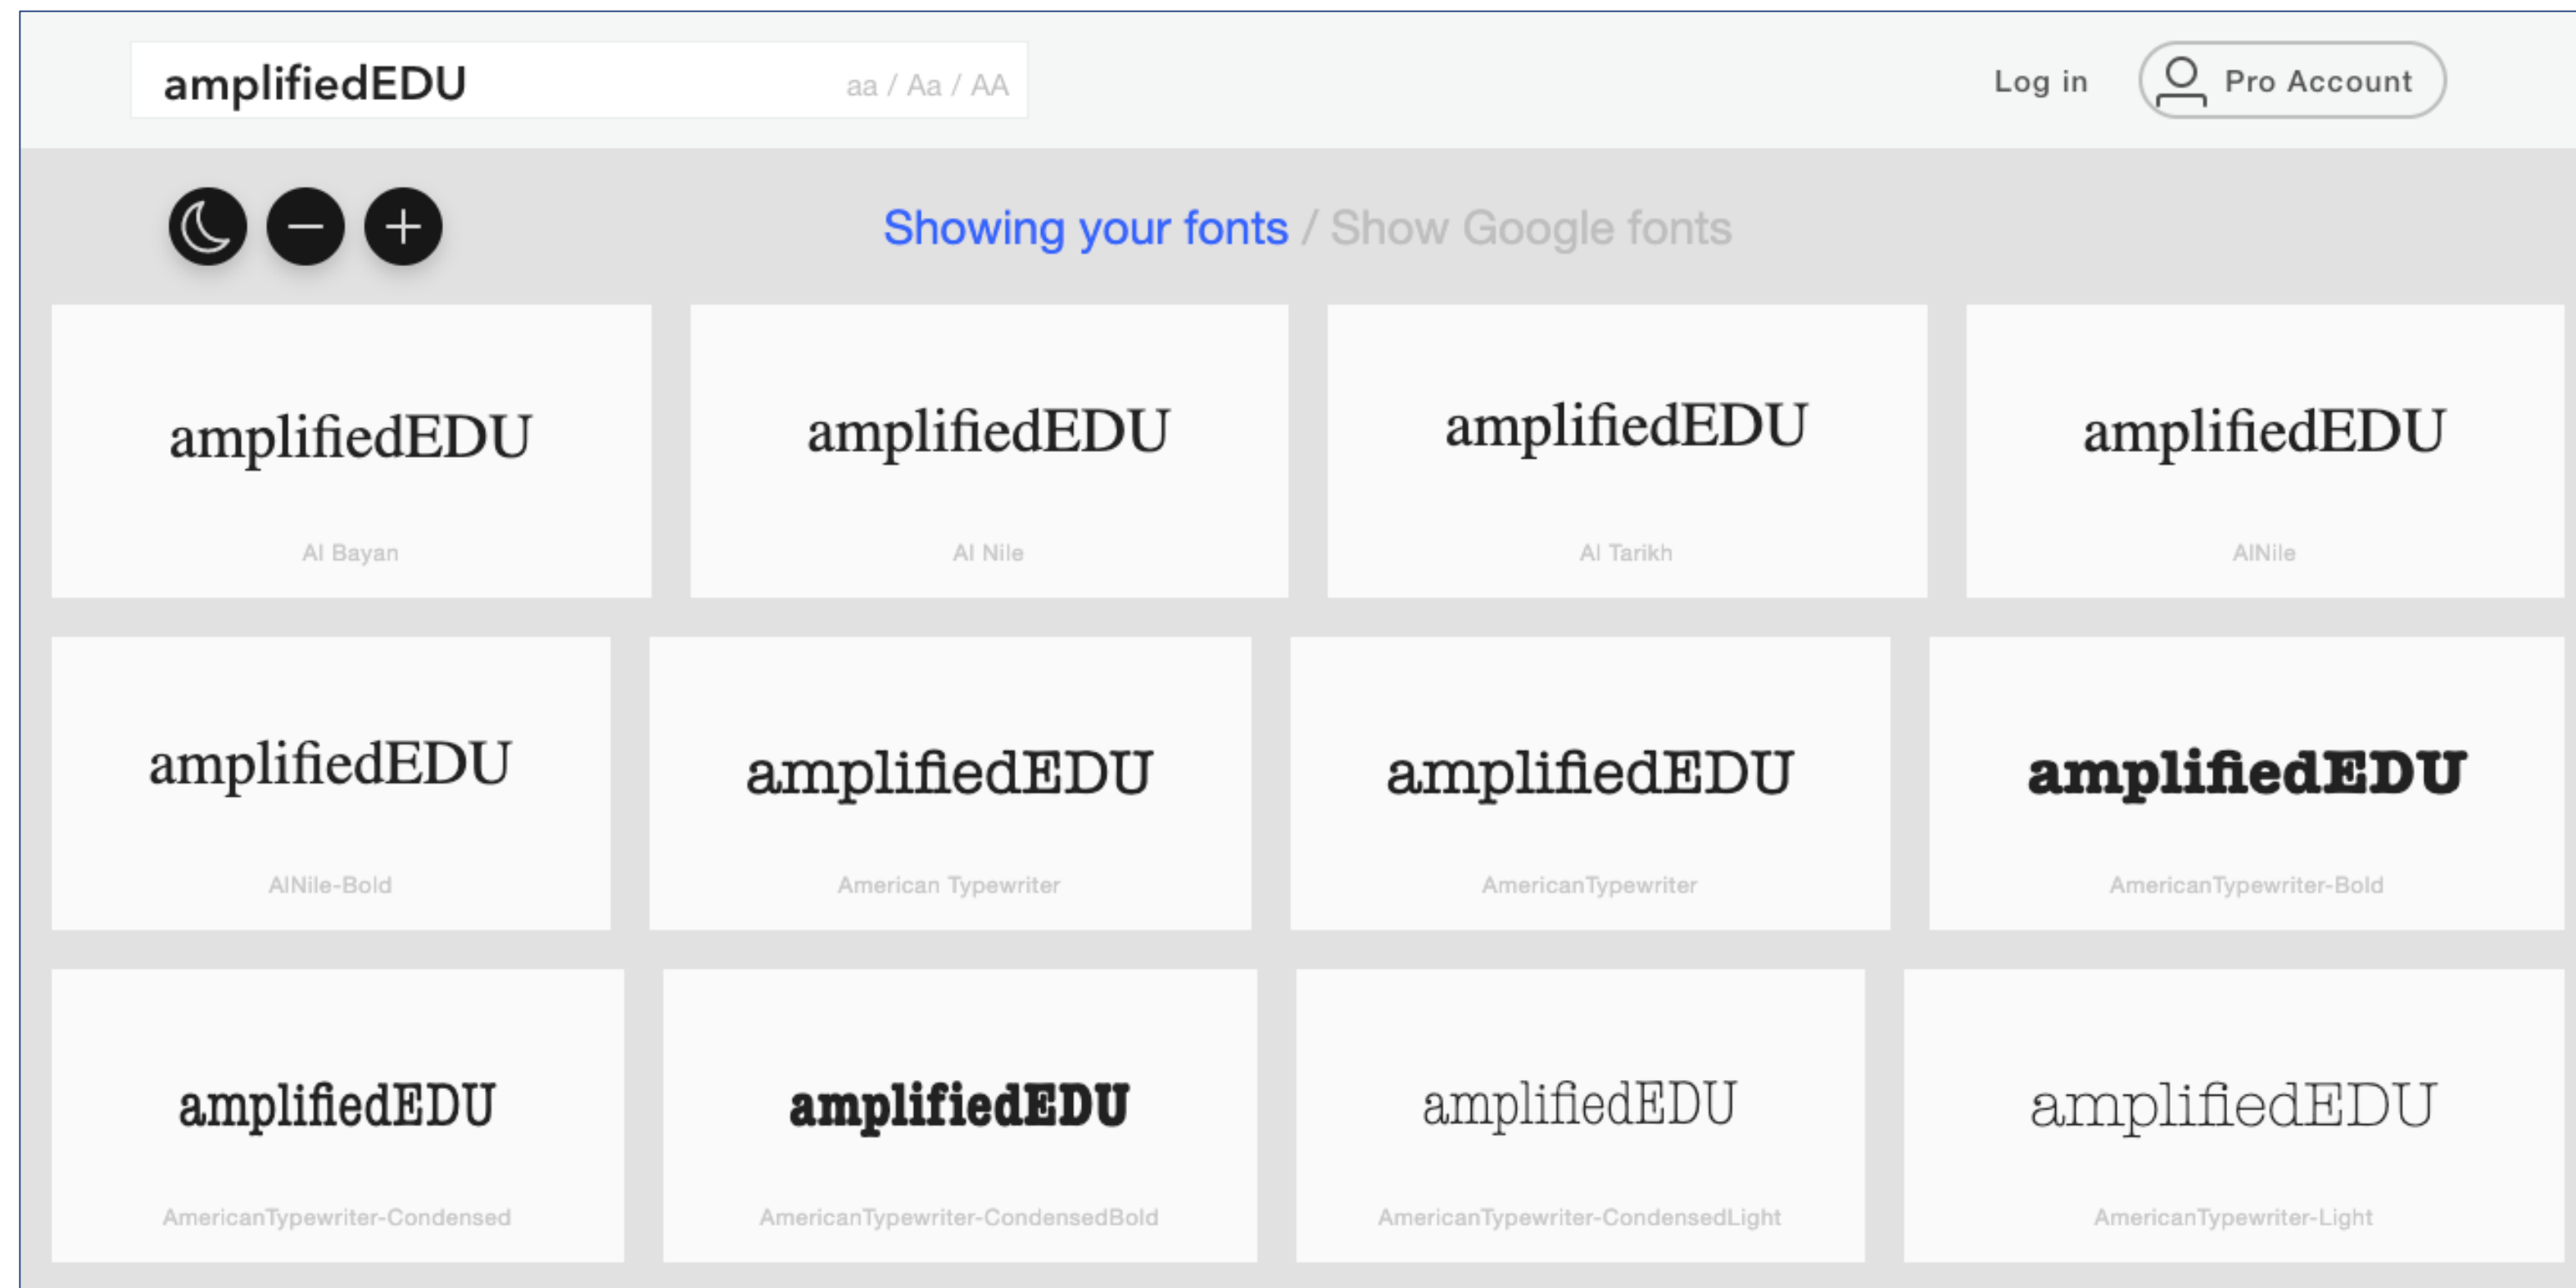 amplifiedEDU aa / Aa / AA Log in Pro Account
Showing your fonts / Show Google fonts
amplifiedEDU amplifiedEDU amplifiedEDU amplifiedEDU
Al Bayan Al Nile Al Tarikh AlNile
amplifiedEDU amplifiedEDU amplifiedEDU amplifiedEDU
AlNile-Bold American Typewriter AmericanTypewriter AmericanTypewriter-Bold
amplifiedEDU amplifiedEDU amplifiedEDU amplifiedEDU
AmericanTypewriter-Condensed AmericanTypewriter-CondensedBold AmericanTypewriter-CondensedLight AmericanTypewriter-Light